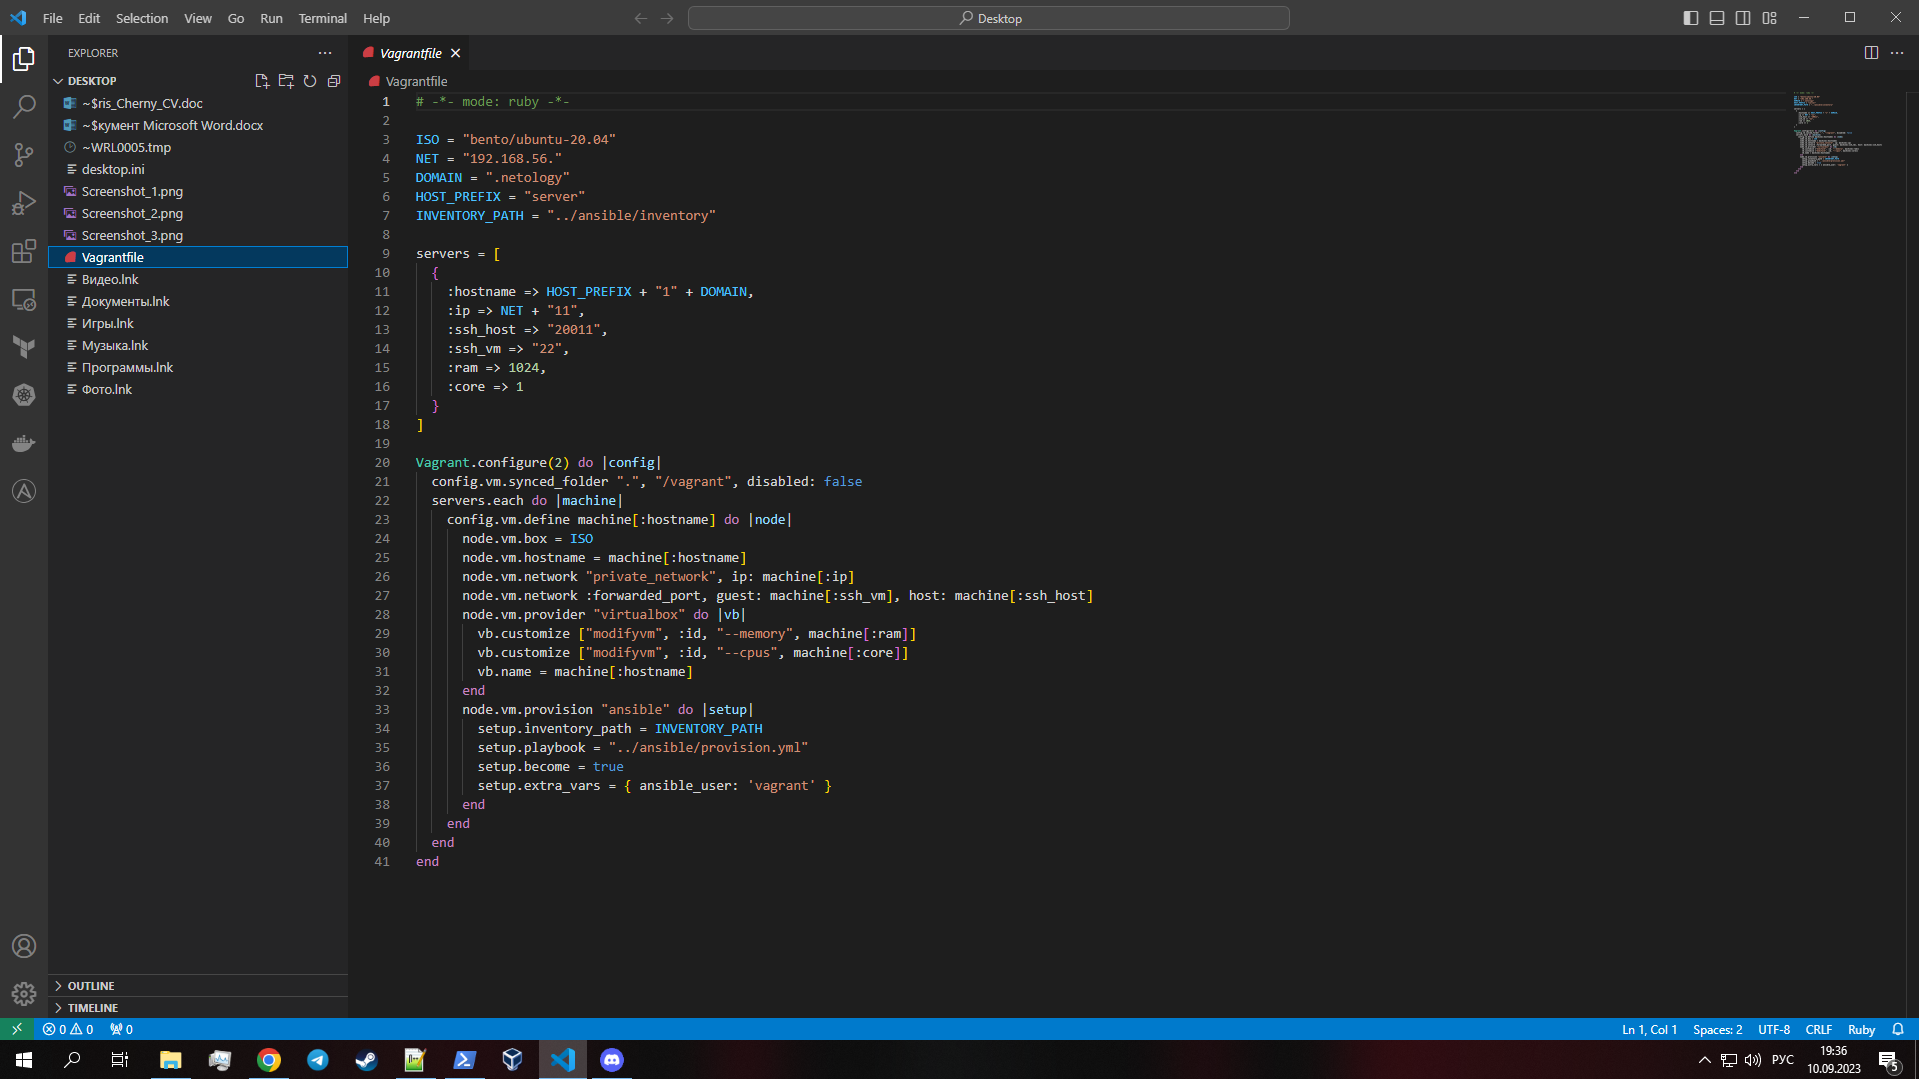 File Edit Selection View Go Run Terminal Help
Desktop
EXPLORER
DESKTOP
~$ris_Cherny_CV.doc
~$кумент Microsoft Word.docx
~WRL0005.tmp
desktop.ini
Screenshot_1.png
Screenshot_2.png
Screenshot_3.png
Vagrantfile
Видео.lnk
Документы.lnk
Игры.lnk
Музыка.lnk
Программы.lnk
Фото.lnk
OUTLINE
TIMELINE
Vagrantfile
Vagrantfile
1 # -*- mode: ruby -*-
2
3 ISO = "bento/ubuntu-20.04"
4 NET = "192.168.56."
5 DOMAIN = ".netology"
6 HOST_PREFIX = "server"
7 INVENTORY_PATH = "../ansible/inventory"
8
9 servers = [
10 {
11 :hostname => HOST_PREFIX + "1" + DOMAIN,
12 :ip => NET + "11",
13 :ssh_host => "20011",
14 :ssh_vm => "22",
15 :ram => 1024,
16 :core => 1
17 }
18 ]
19
20 Vagrant.configure(2) do |config|
21 config.vm.synced_folder ".", "/vagrant", disabled: false
22 servers.each do |machine|
23 config.vm.define machine[:hostname] do |node|
24 node.vm.box = ISO
25 node.vm.hostname = machine[:hostname]
26 node.vm.network "private_network", ip: machine[:ip]
27 node.vm.network :forwarded_port, guest: machine[:ssh_vm], host: machine[:ssh_host]
28 node.vm.provider "virtualbox" do |vb|
29 vb.customize ["modifyvm", :id, "--memory", machine[:ram]]
30 vb.customize ["modifyvm", :id, "--cpus", machine[:core]]
31 vb.name = machine[:hostname]
32 end
33 node.vm.provision "ansible" do |setup|
34 setup.inventory_path = INVENTORY_PATH
35 setup.playbook = "../ansible/provision.yml"
36 setup.become = true
37 setup.extra_vars = { ansible_user: 'vagrant' }
38 end
39 end
40 end
41 end
0 0 0
Ln 1, Col 1 Spaces: 2 UTF-8 CRLF Ruby
РУС
19:36
10.09.2023
5